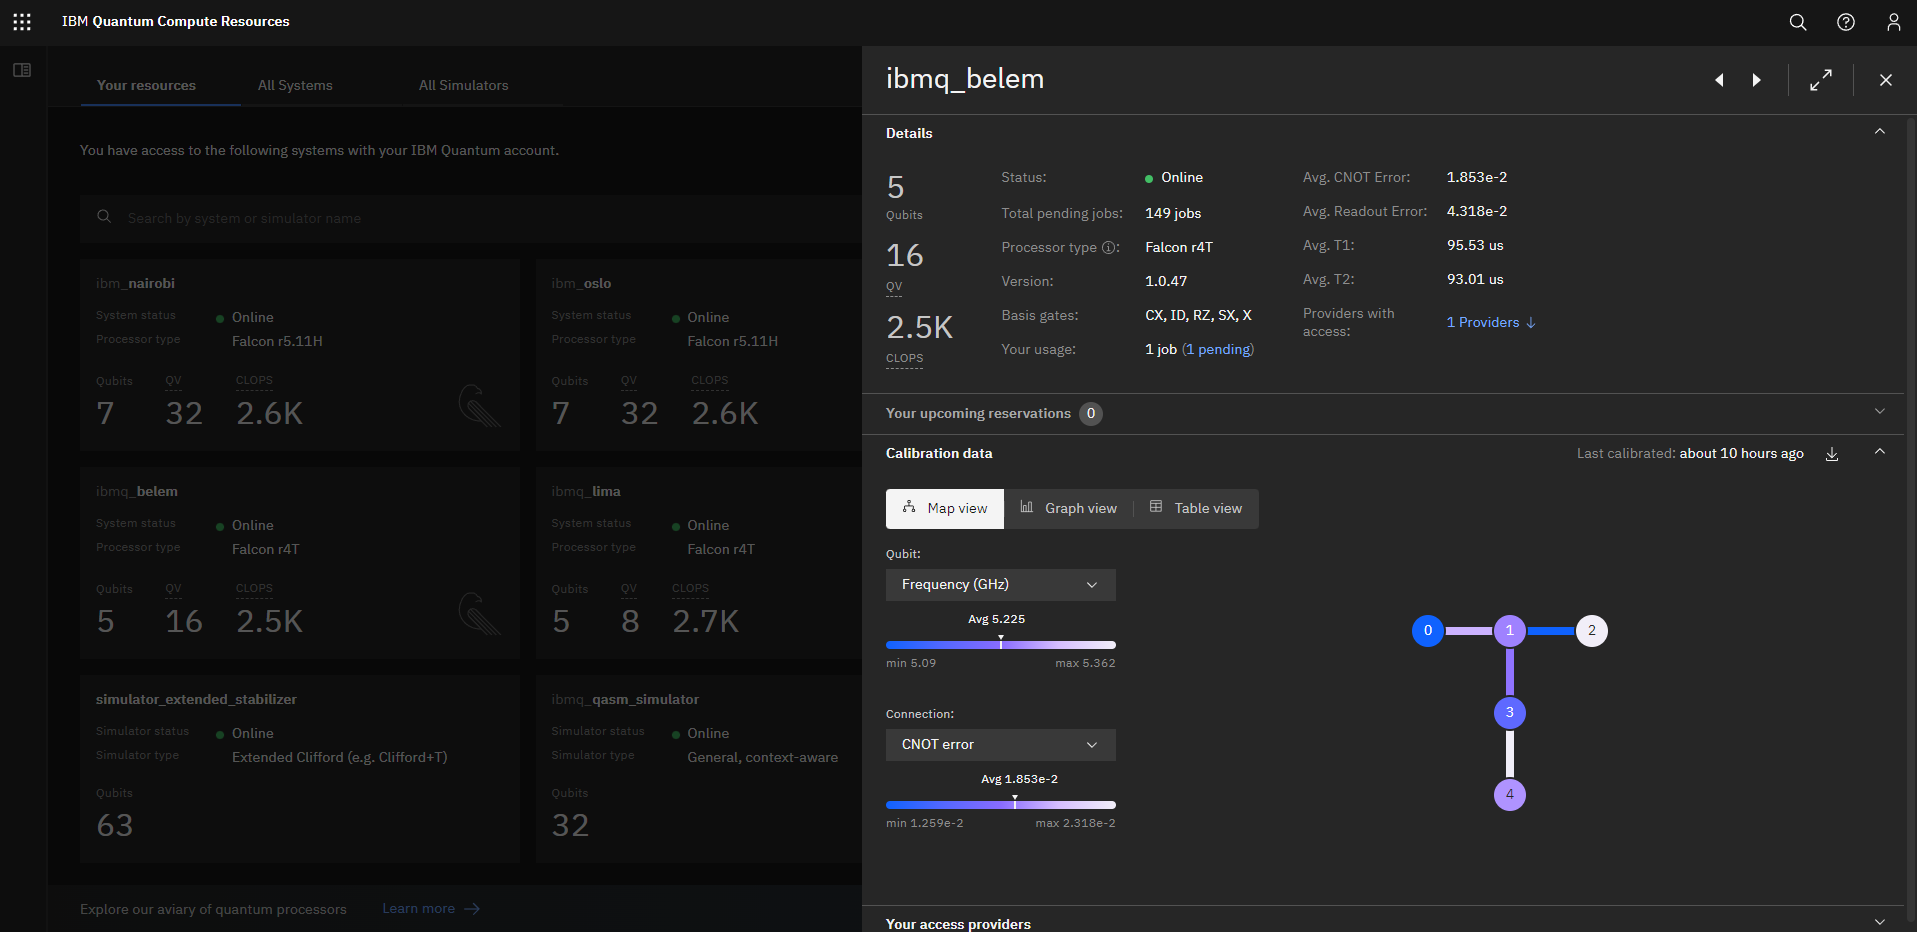 IBM Quantum Compute Resources
Your resources
All Systems
All Simulators
You have access to the following systems with your IBM Quantum account.
Search by system or simulator name
ibm_nairobi
System status
Online
Processor type
Falcon r5.11H
Qubits
QV
CLOPS
7
32
2.6K
ibm_oslo
System status
Online
Processor type
Falcon r5.11H
Qubits
QV
CLOPS
7
32
2.6K
ibmq_belem
System status
Online
Processor type
Falcon r4T
Qubits
QV
CLOPS
5
16
2.5K
ibmq_lima
System status
Online
Processor type
Falcon r4T
Qubits
QV
CLOPS
5
8
2.7K
simulator_extended_stabilizer
Simulator status
Online
Simulator type
Extended Clifford (e.g. Clifford+T)
Qubits
63
ibmq_qasm_simulator
Simulator status
Online
Simulator type
General, context-aware
Qubits
32
Explore our aviary of quantum processors
Learn more
ibmq_belem
Details
5
Qubits
16
QV
2.5K
CLOPS
Status:
Online
Total pending jobs:
149 jobs
Processor type :
Falcon r4T
Version:
1.0.47
Basis gates:
CX, ID, RZ, SX, X
Your usage:
1 job (1 pending)
Avg. CNOT Error:
1.853e-2
Avg. Readout Error:
4.318e-2
Avg. T1:
95.53 us
Avg. T2:
93.01 us
Providers with
access:
1 Providers ↓
Your upcoming reservations 0
Calibration data
Last calibrated: about 10 hours ago
Map view
Graph view
Table view
Qubit:
Frequency (GHz)
Avg 5.225
min 5.09
max 5.362
Connection:
CNOT error
Avg 1.853e-2
min 1.259e-2
max 2.318e-2
0
1
2
3
4
Your access providers